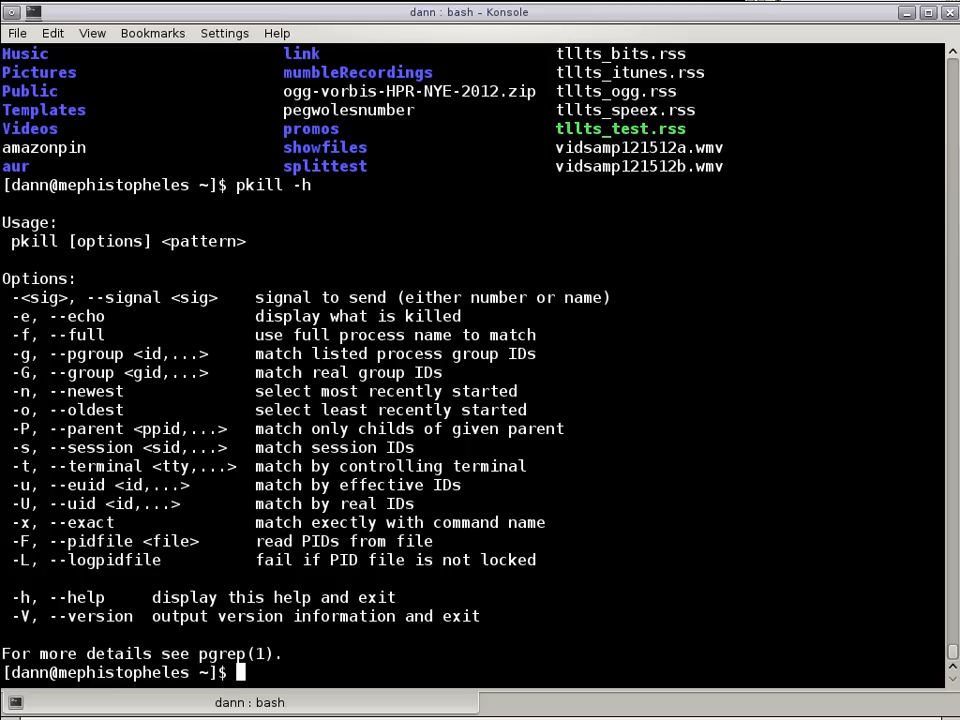 dann : bash - Konsole
File Edit View Bookmarks Settings Help
Music link tllts_bits.rss
Pictures mumbleRecordings tllts_itunes.rss
Public ogg-vorbis-HPR-NYE-2012.zip tllts_ogg.rss
Templates pegwolesnumber tllts_speex.rss
Videos promos tllts_test.rss
amazonpin showfiles vidsamp121512a.wmv
aur splittest vidsamp121512b.wmv
[dann@mephistopheles ~]$ pkill -h
Usage:
pkill [options] <pattern>
Options:
-<sig>, --signal <sig> signal to send (either number or name)
-e, --echo display what is killed
-f, --full use full process name to match
-g, --pgroup <id,...> match listed process group IDs
-G, --group <gid,...> match real group IDs
-n, --newest select most recently started
-o, --oldest select least recently started
-P, --parent <ppid,...> match only childs of given parent
-s, --session <sid,...> match session IDs
-t, --terminal <tty,...> match by controlling terminal
-u, --euid <id,...> match by effective IDs
-U, --uid <id,...> match by real IDs
-x, --exact match exectly with command name
-F, --pidfile <file> read PIDs from file
-L, --logpidfile fail if PID file is not locked
-h, --help display this help and exit
-V, --version output version information and exit
For more details see pgrep(1).
[dann@mephistopheles ~]$
dann : bash